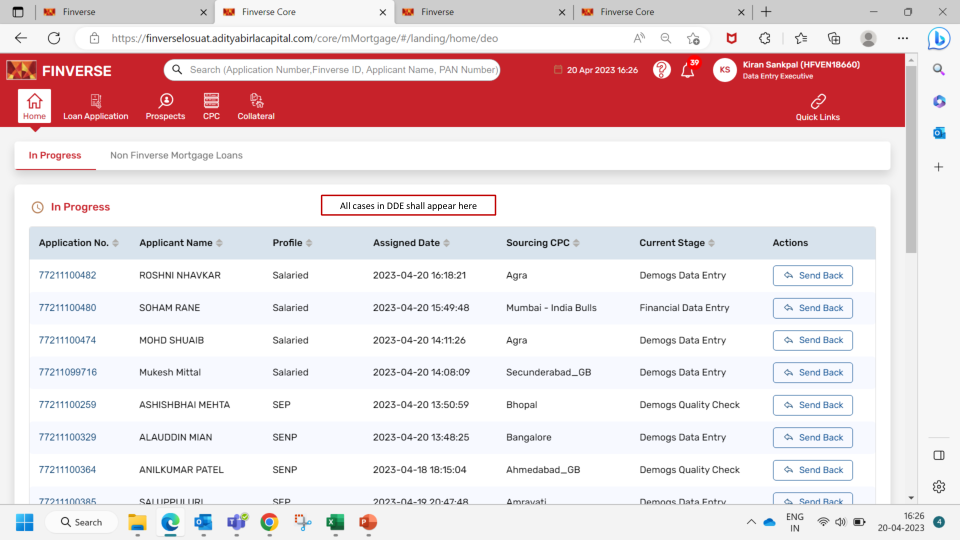 Finverse
Finverse Core
Finverse
Finverse Core
https://finverselosuat.adityabirlacapital.com/core/mMortgage/#/landing/home/deo
FINVERSE
Search (Application Number,Finverse ID, Applicant Name, PAN Number)
20 Apr 2023 16:26
39
KS
Kiran Sankpal (HFVEN18660)
Data Entry Executive
Home
Loan Application
Prospects
CPC
Collateral
Quick Links
In Progress
Non Finverse Mortgage Loans
In Progress
All cases in DDE shall appear here
Application No. Applicant Name Profile Assigned Date Sourcing CPC Current Stage Actions
77211100482 ROSHNI NHAVKAR Salaried 2023-04-20 16:18:21 Agra Demogs Data Entry Send Back
77211100480 SOHAM RANE Salaried 2023-04-20 15:49:48 Mumbai - India Bulls Financial Data Entry Send Back
77211100474 MOHD SHUAIB Salaried 2023-04-20 14:11:26 Agra Demogs Data Entry Send Back
77211099716 Mukesh Mittal Salaried 2023-04-20 14:08:09 Secunderabad_GB Demogs Data Entry Send Back
77211100259 ASHISHBHAI MEHTA SEP 2023-04-20 13:50:59 Bhopal Demogs Quality Check Send Back
77211100329 ALAUDDIN MIAN SENP 2023-04-20 13:48:25 Bangalore Demogs Data Entry Send Back
77211100364 ANILKUMAR PATEL SENP 2023-04-18 18:15:04 Ahmedabad_GB Demogs Quality Check Send Back
77211100385 SALUPPULURI SEP 2023-04-19 20:47:48 Amravati Demogs Data Entry Send Back
Search
ENG
IN
16:26
20-04-2023
4